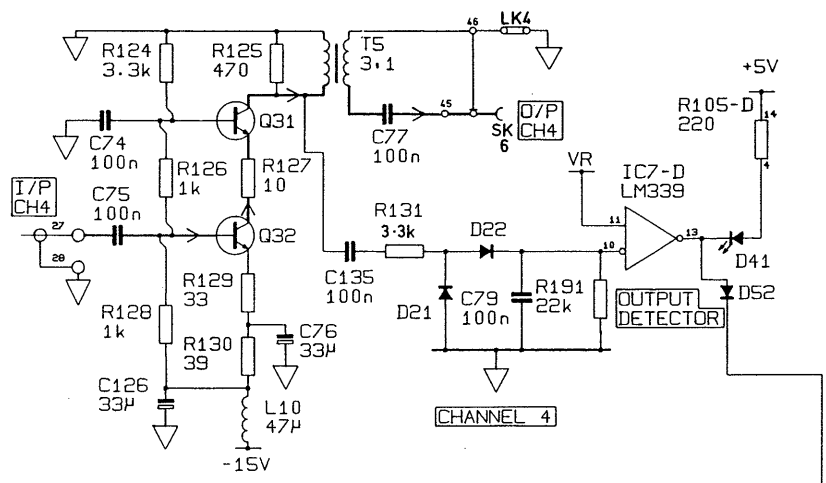 46
LK4
R124
3.3k
R125
470
T5
3.1
+5V
45
SK
6
O/P
CH4
R105-D
220
14
4
C74
100n
Q31
C77
100n
R126
1k
R127
10
VR
IC7-D
LM339
I/P
CH4
C75
100n
27
28
Q32
R131
3.3k
D22
11
10
13
C135
100n
D41
R129
33
D21
C79
100n
R191
22k
OUTPUT
DETECTOR
D52
R128
1k
R130
39
C76
33µ
C126
33µ
L10
47µ
CHANNEL 4
-15V